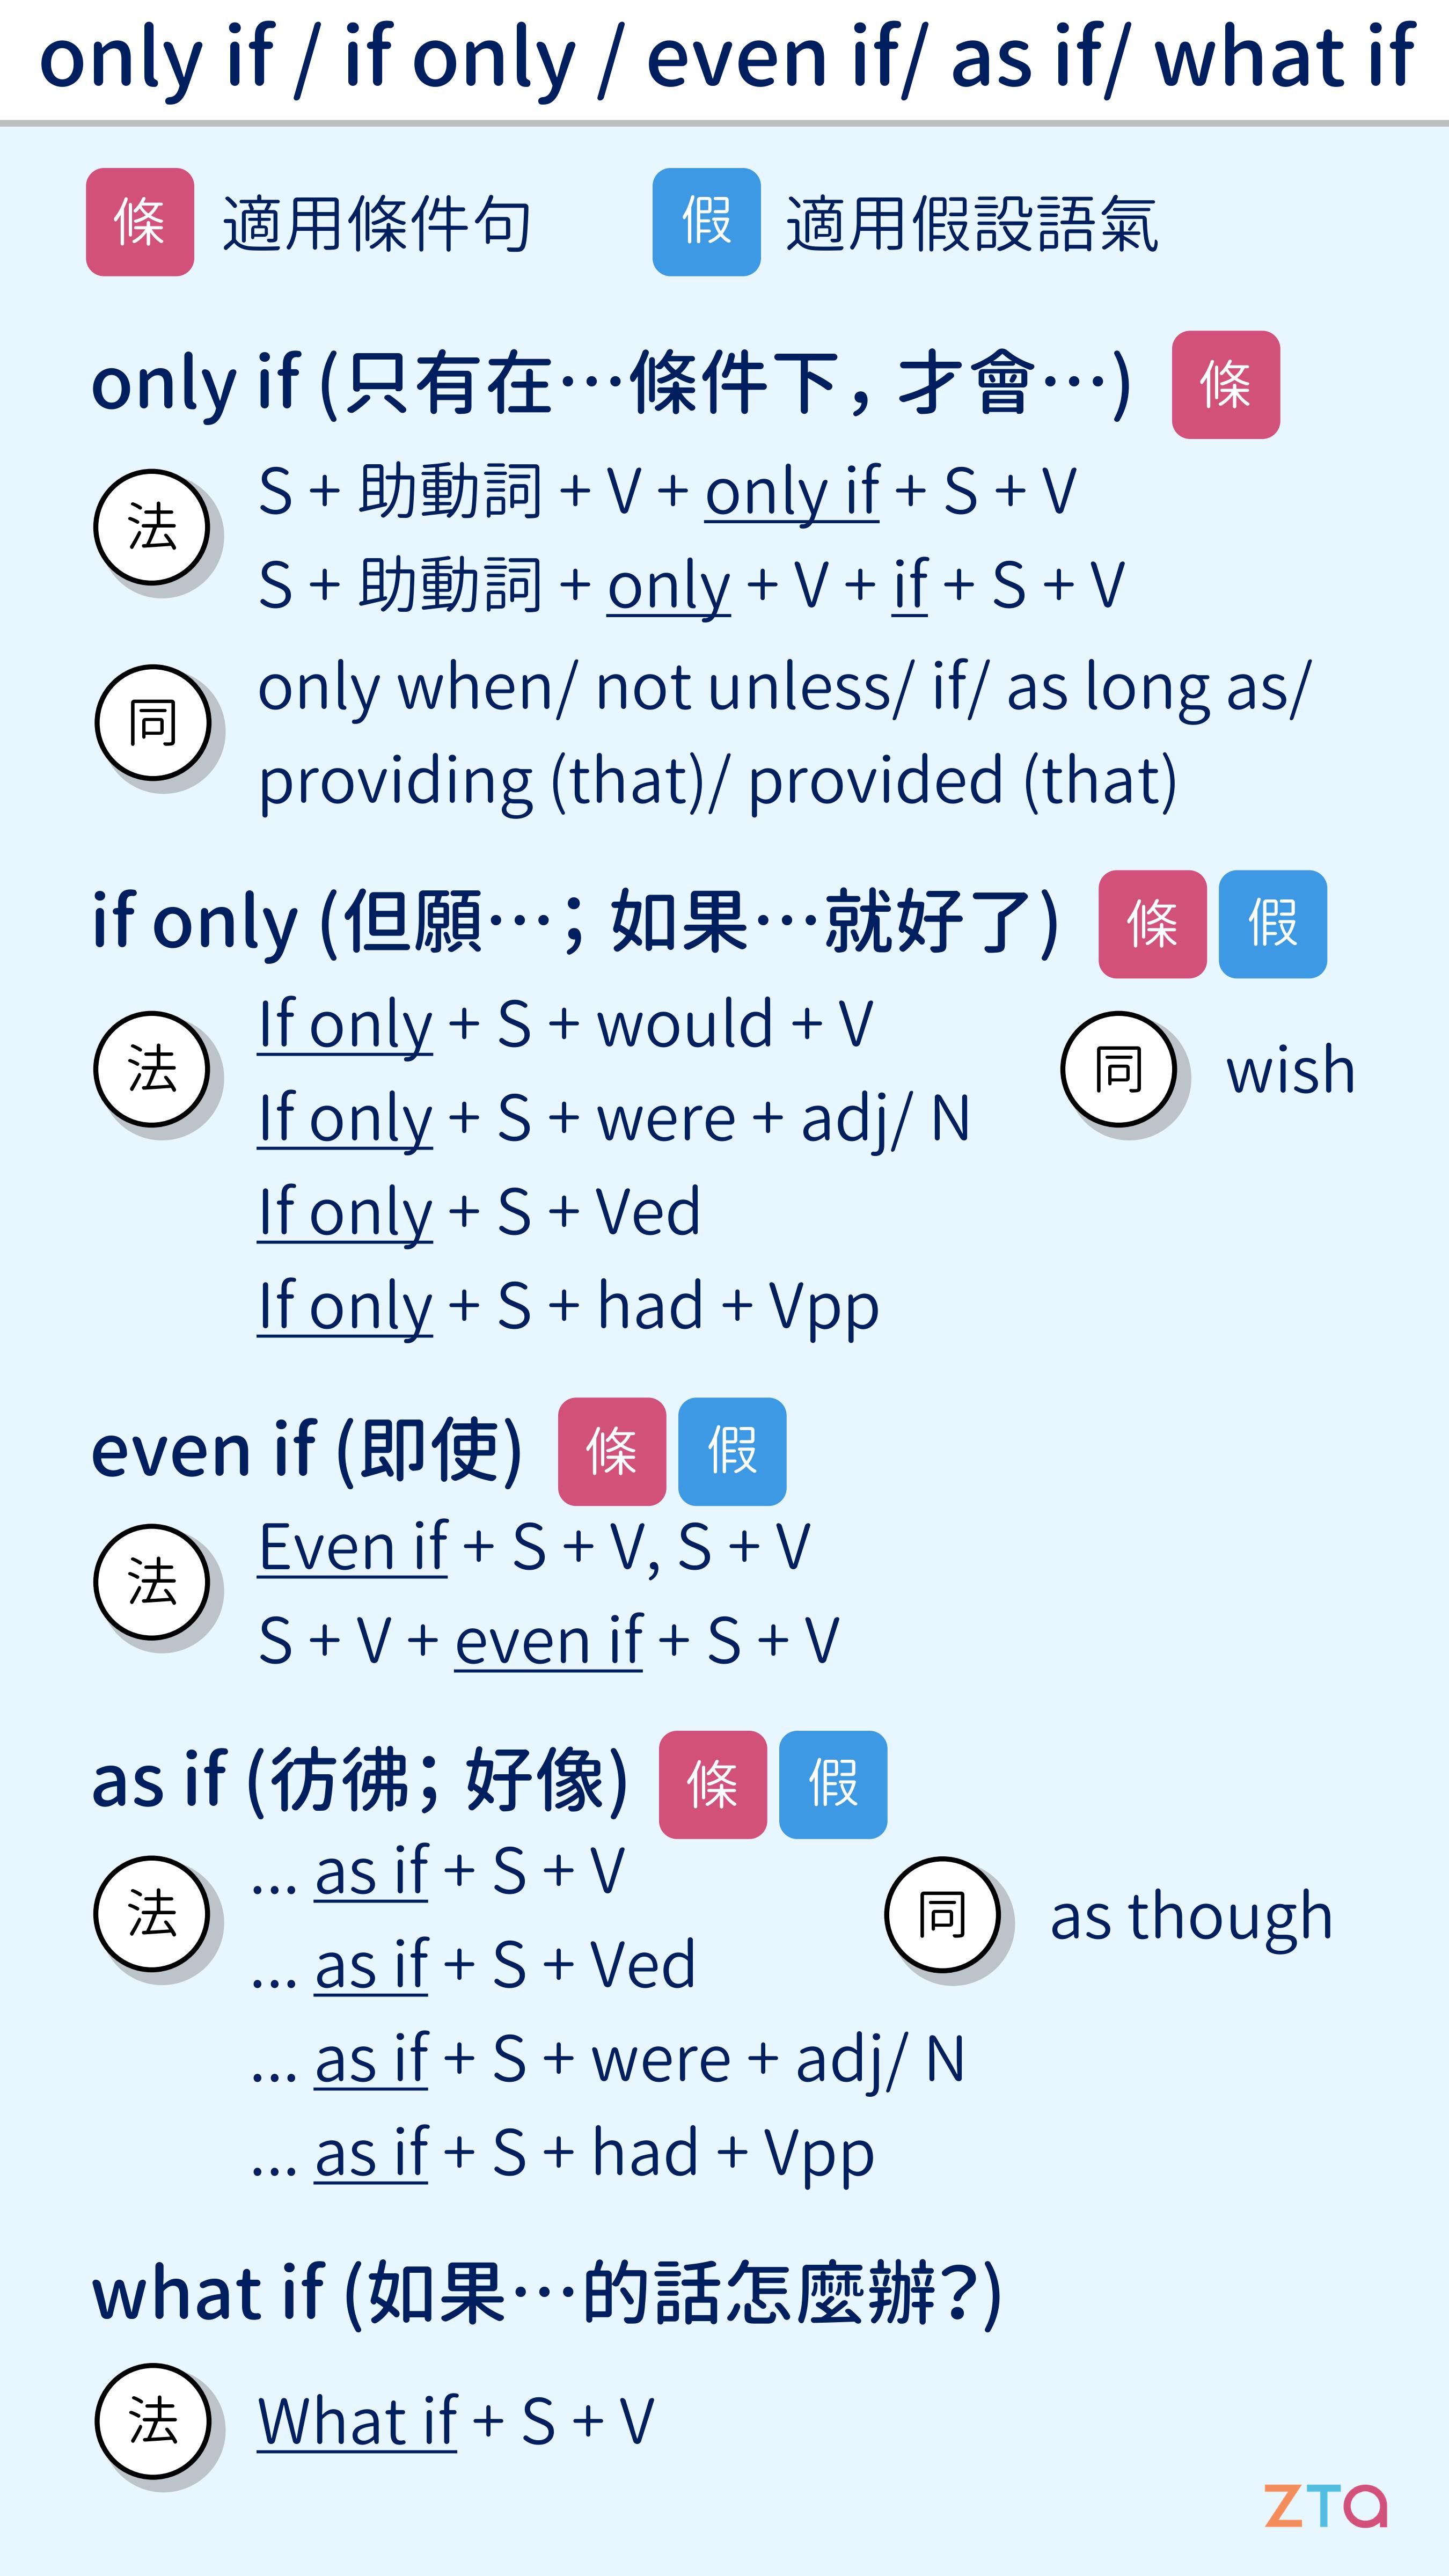 only if / if only / even if/ as if/ what if
條 適用條件句 假 適用假設語氣
only if (只有在…條件下，才會…) 條
法 S + 助動詞 + V + only if + S + V
S + 助動詞 + only + V + if + S + V
同 only when/ not unless/ if/ as long as/
providing (that)/ provided (that)
if only (但願…；如果…就好了) 條 假
法 If only + S + would + V
同 wish
If only + S + were + adj/ N
If only + S + Ved
If only + S + had + Vpp
even if (即使) 條 假
法 Even if + S + V, S + V
S + V + even if + S + V
as if (彷彿；好像) 條 假
法 ... as if + S + V
同 as though
... as if + S + Ved
... as if + S + were + adj/ N
... as if + S + had + Vpp
what if (如果…的話怎麼辦？)
法 What if + S + V
ZTa